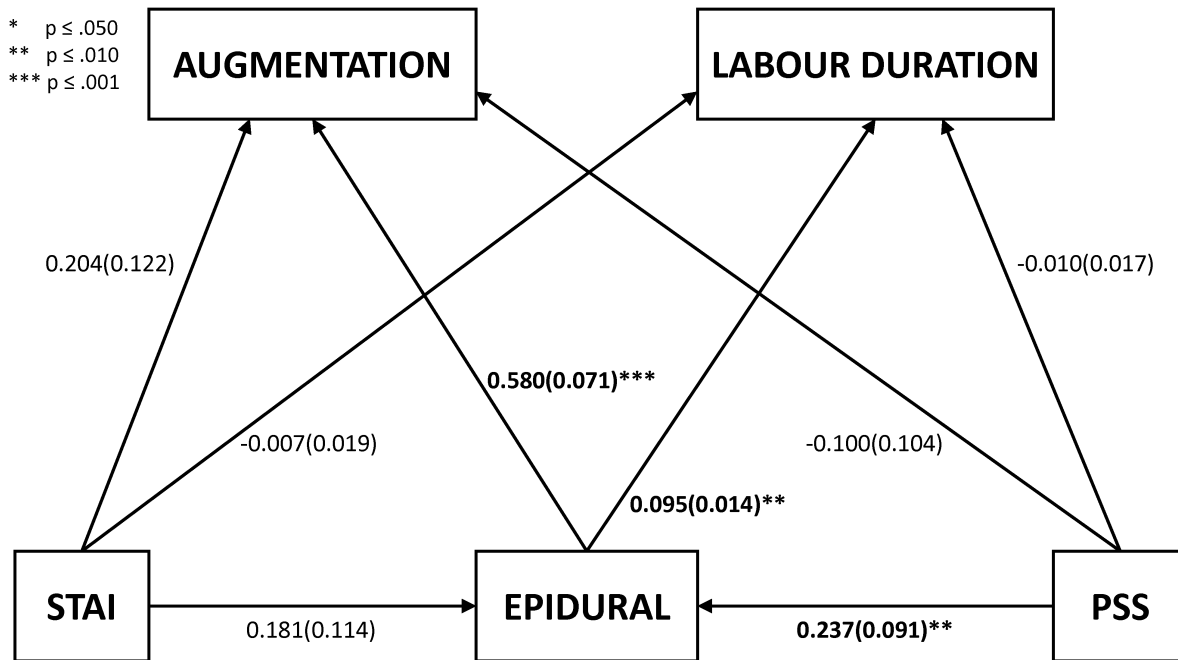 * p ≤ .050
** p ≤ .010
*** p ≤ .001
AUGMENTATION
LABOUR DURATION
0.204(0.122)
-0.010(0.017)
0.580(0.071)***
-0.007(0.019)
-0.100(0.104)
0.095(0.014)**
STAI
EPIDURAL
PSS
0.181(0.114)
0.237(0.091)**